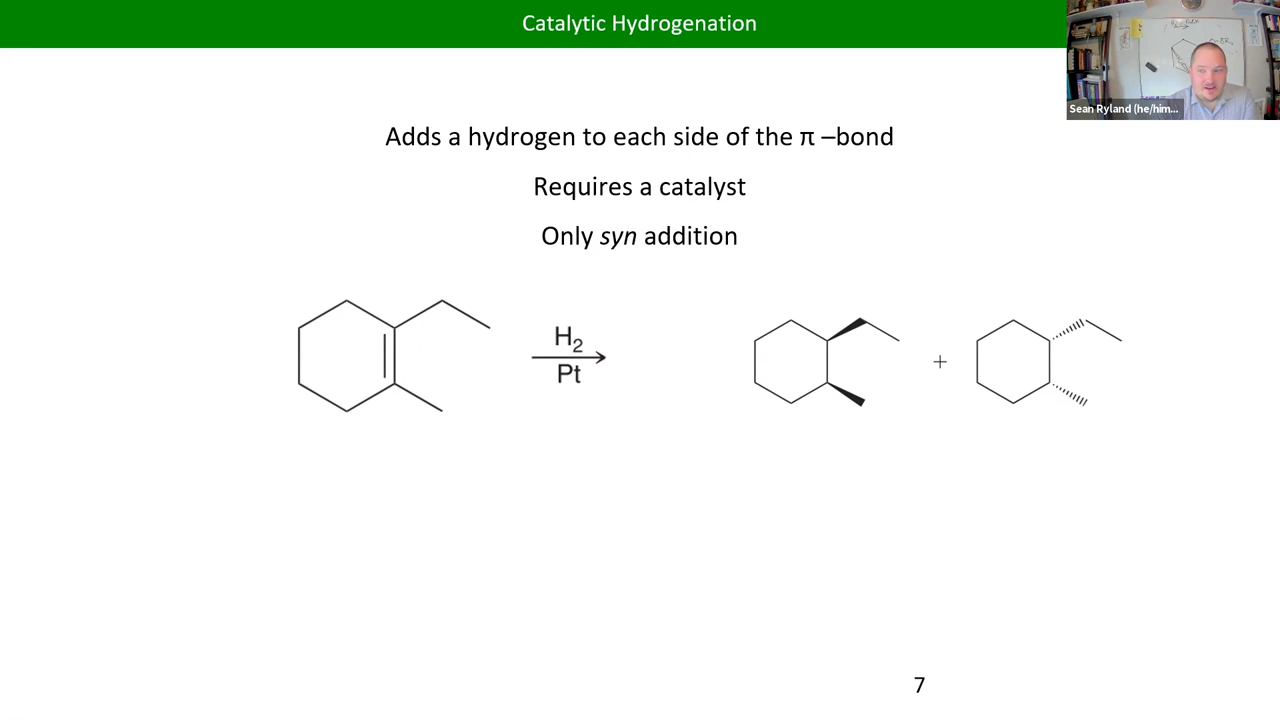 Catalytic Hydrogenation
Sean Ryland (he/him...
Adds a hydrogen to each side of the π –bond
Requires a catalyst
Only syn addition
H2
Pt
+
7